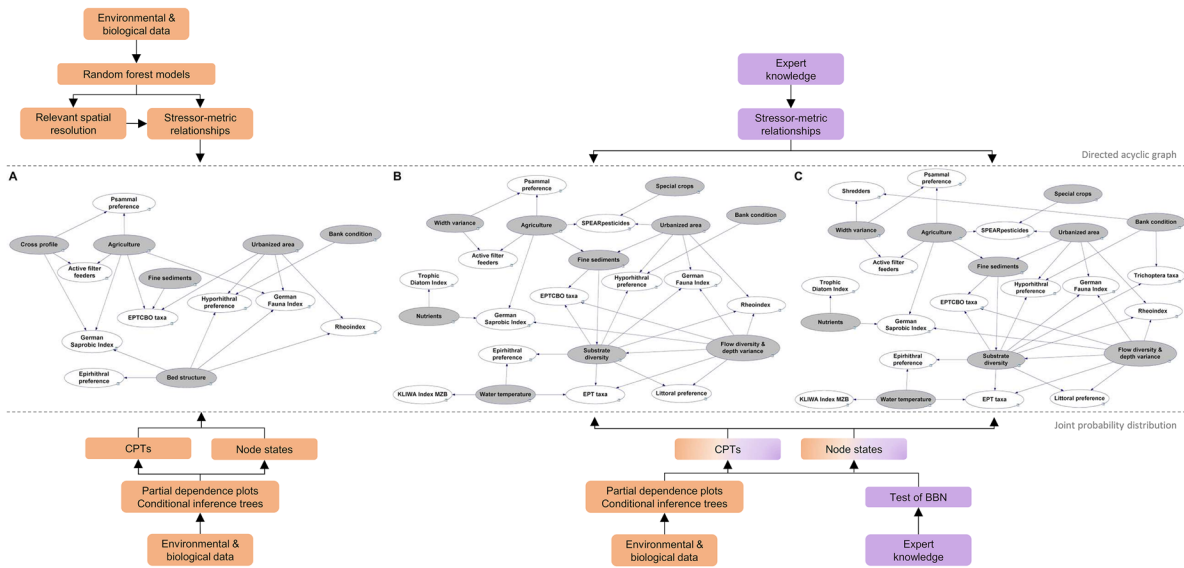 Environmental &
biological data
Random forest models
Relevant spatial
resolution
Stressor-metric
relationships
Expert
knowledge
Stressor-metric
relationships
Directed acyclic graph
A
Psammal
preference
Cross profile
Agriculture
Urbanized area
Bank condition
Active filter
feeders
Fine sediments
EPTCBO taxa
Hyporhithral
preference
German
Fauna Index
Rheoindex
German
Saprobic Index
Epirhithral preference
Bed structure
B
Psammal
preference
Special crops
Width variance
Agriculture
SPEARpesticides
Urbanized area
Bank condition
Active filter
feeders
Fine sediments
Trophic
Diatom Index
Hyporhithral
preference
German
Fauna Index
EPTCBO taxa
Rheoindex
Nutrients
German
Saprobic Index
Epirhithral
preference
Substrate
diversity
Flow diversity &
depth variance
KLIWA Index MZB
Water temperature
EPT taxa
Littoral preference
C
Psammal
preference
Shredders
Special crops
Bank condition
Width variance
Agriculture
SPEARpesticides
Urbanized area
Active filter
feeders
Fine sediments
Trichoptera taxa
Trophic
Diatom Index
Hyporhithral
preference
German
Fauna Index
EPTCBO taxa
Rheoindex
Nutrients
German
Saprobic Index
Epirhithral
preference
Substrate
diversity
Flow diversity &
depth variance
KLIWA Index MZB
Water temperature
EPT taxa
Littoral preference
Joint probability distribution
CPTs
Node states
Partial dependence plots
Conditional inference trees
Environmental &
biological data
CPTs
Node states
Partial dependence plots
Conditional inference trees
Test of BBN
Environmental &
biological data
Expert
knowledge